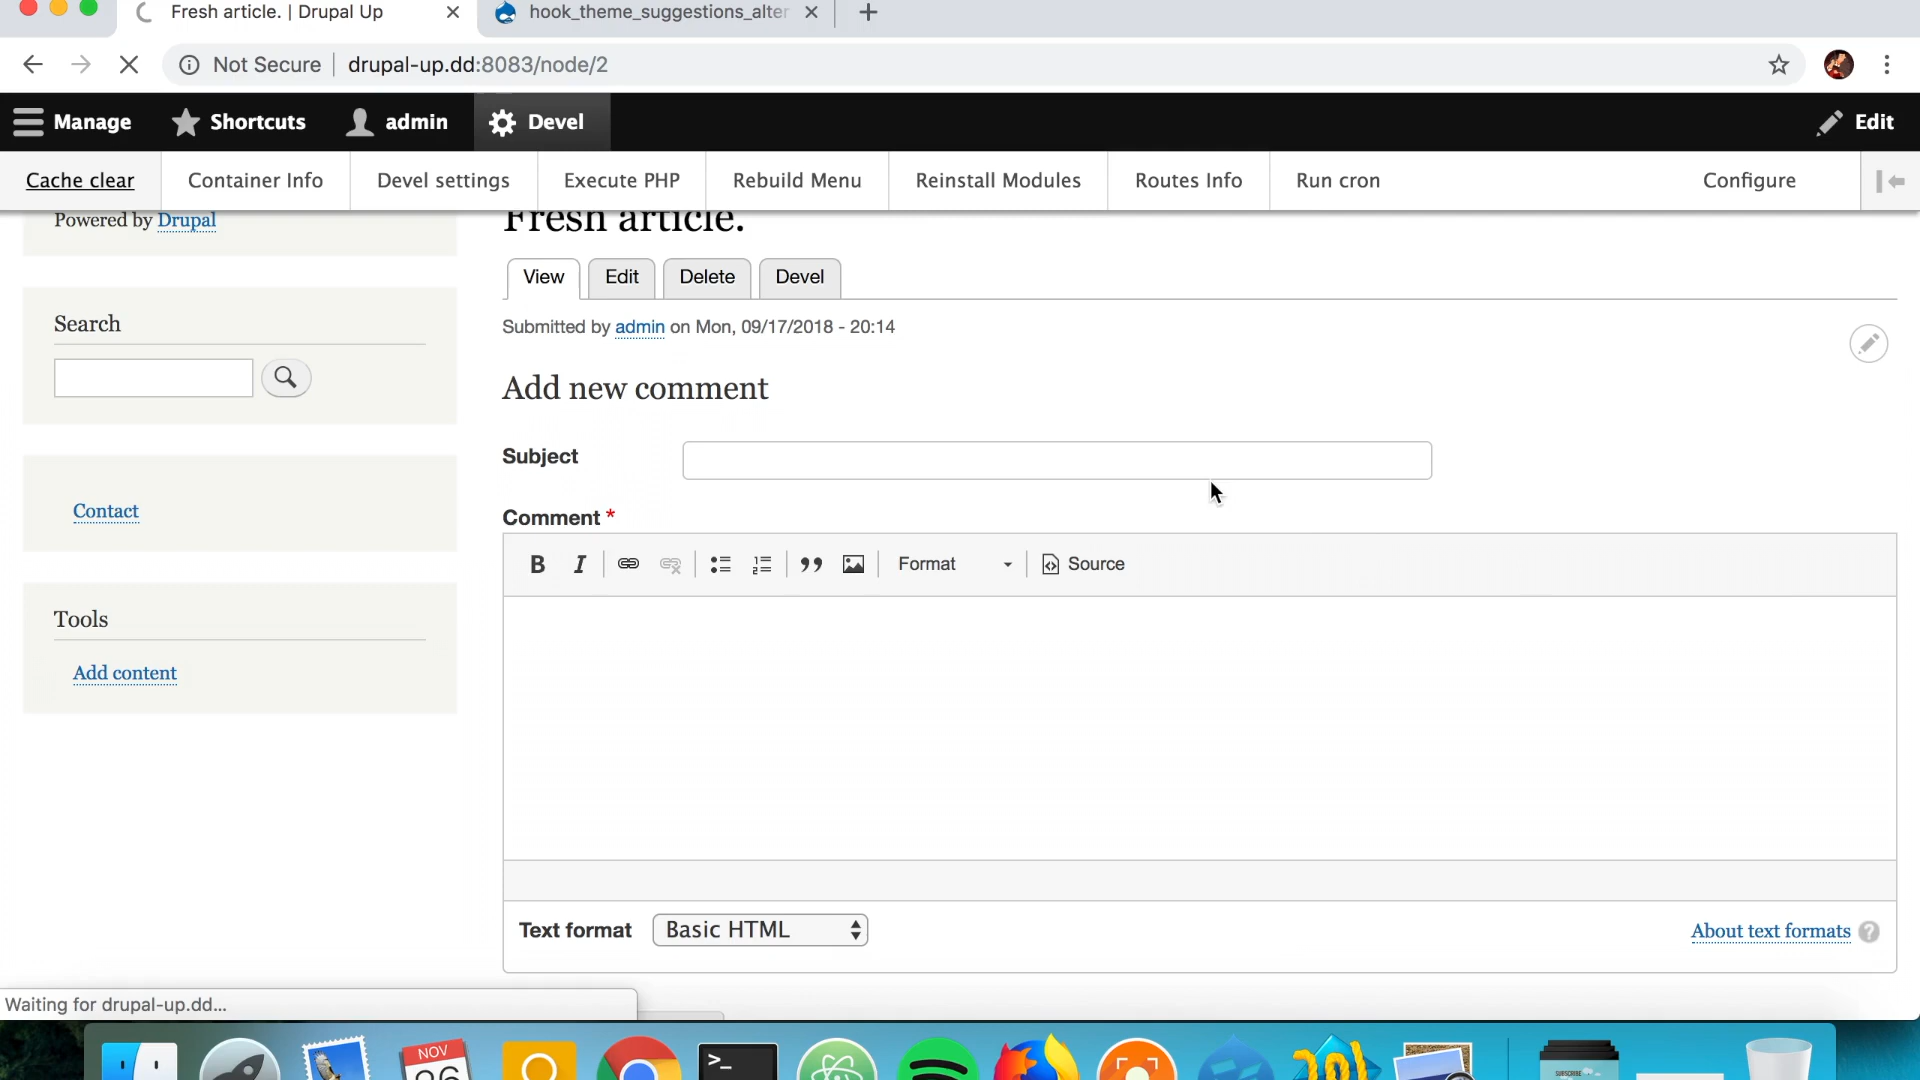 Fresh article. | Drupal Up
hook_theme_suggestions_alter
Not Secure drupal-up.dd:8083/node/2
Manage Shortcuts admin Devel Edit
Cache clear Container Info Devel settings Execute PHP Rebuild Menu Reinstall Modules Routes Info Run cron Configure
Powered by Drupal
Search
Contact
Tools
Add content
Fresh article.
View Edit Delete Devel
Submitted by admin on Mon, 09/17/2018 - 20:14
Add new comment
Subject
Comment *
B I Format Source
Text format Basic HTML About text formats ?
Waiting for drupal-up.dd...
NOV
26
>_
101
SUBSCRIBE